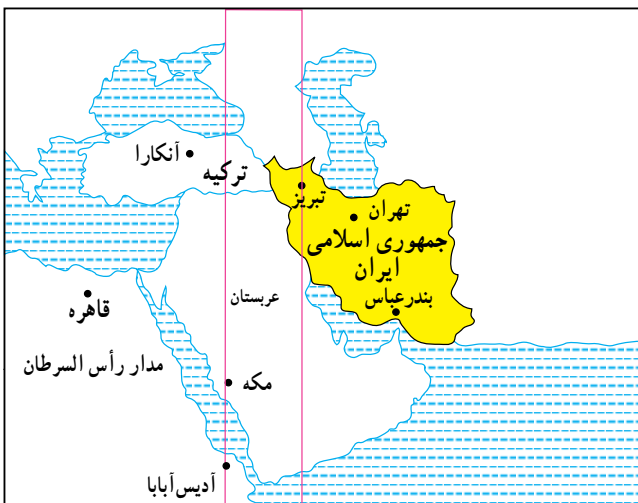 آنکارا
ترکیه
تبریز
تهران
جمهوری اسلامی
ایران
بندرعباس
عربستان
قاهره
مدار رأس السرطان
مکه
آدیس‌آبابا